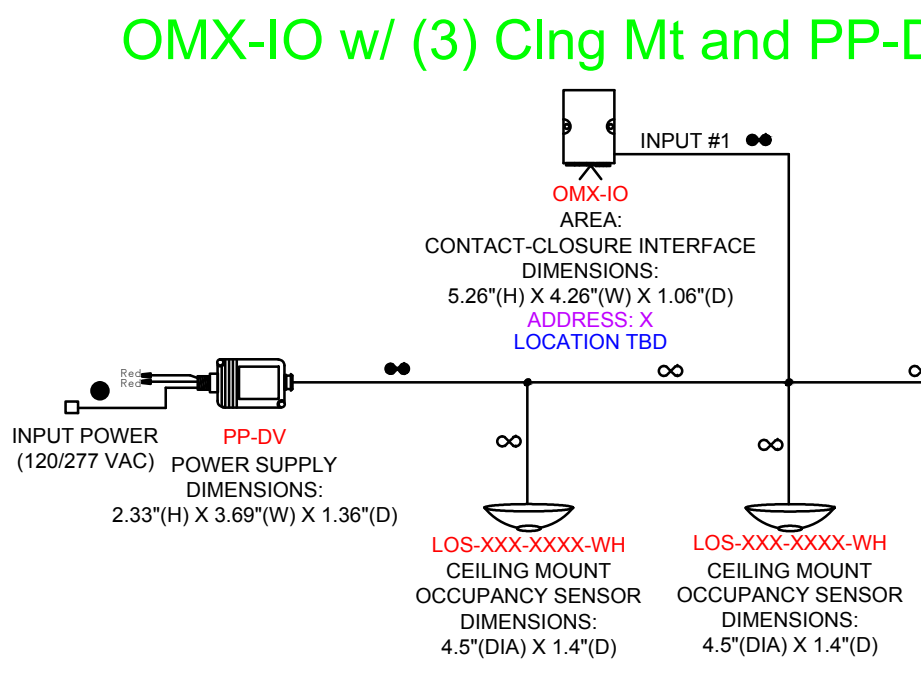 OMX-IO w/ (3) Clng Mt and PP-D
INPUT #1
OMX-IO
AREA:
CONTACT-CLOSURE INTERFACE
DIMENSIONS:
5.26"(H) X 4.26"(W) X 1.06"(D)
ADDRESS: X
LOCATION TBD
Red
Red
INPUT POWER
(120/277 VAC)
PP-DV
POWER SUPPLY
DIMENSIONS:
2.33"(H) X 3.69"(W) X 1.36"(D)
LOS-XXX-XXXX-WH
CEILING MOUNT
OCCUPANCY SENSOR
DIMENSIONS:
4.5"(DIA) X 1.4"(D)
LOS-XXX-XXXX-WH
CEILING MOUNT
OCCUPANCY SENSOR
DIMENSIONS:
4.5"(DIA) X 1.4"(D)